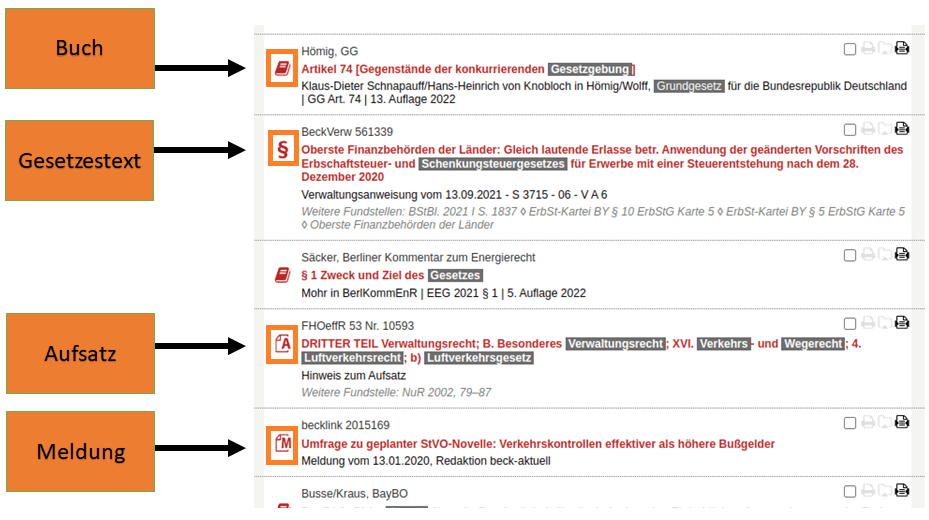 Buch
Hömig, GG
Artikel 74 [Gegenstände der konkurrierenden Gesetzgebung]
Klaus-Dieter Schnapauff/Hans-Heinrich von Knobloch in Hömig/Wolff, Grundgesetz für die Bundesrepublik Deutschland
| GG Art. 74 | 13. Auflage 2022
Gesetzestext
§
BeckVerw 561339
Oberste Finanzbehörden der Länder: Gleich lautende Erlasse betr. Anwendung der geänderten Vorschriften des
Erbschaftsteuer- und Schenkungsteuergesetzes für Erwerbe mit einer Steuerentstehung nach dem 28.
Dezember 2020
Verwaltungsanweisung vom 13.09.2021 - S 3715 - 06 - V A 6
Weitere Fundstellen: BStBl. 2021 I S. 1837 ◊ ErbSt-Kartei BY § 10 ErbStG Karte 5 ◊ ErbSt-Kartei BY § 5 ErbStG Karte 5
◊ Oberste Finanzbehörden der Länder
Säcker, Berliner Kommentar zum Energierecht
§ 1 Zweck und Ziel des Gesetzes
Mohr in BerlKommEnR | EEG 2021 § 1 | 5. Auflage 2022
Aufsatz
A
FHOeffR 53 Nr. 10593
DRITTER TEIL Verwaltungsrecht; B. Besonderes Verwaltungsrecht; XVI. Verkehrs- und Wegerecht; 4.
Luftverkehrsrecht; b) Luftverkehrsgesetz
Hinweis zum Aufsatz
Weitere Fundstelle: NuR 2002, 79–87
Meldung
M
becklink 2015169
Umfrage zu geplanter StVO-Novelle: Verkehrskontrollen effektiver als höhere Bußgelder
Meldung vom 13.01.2020, Redaktion beck-aktuell
Busse/Kraus, BayBO